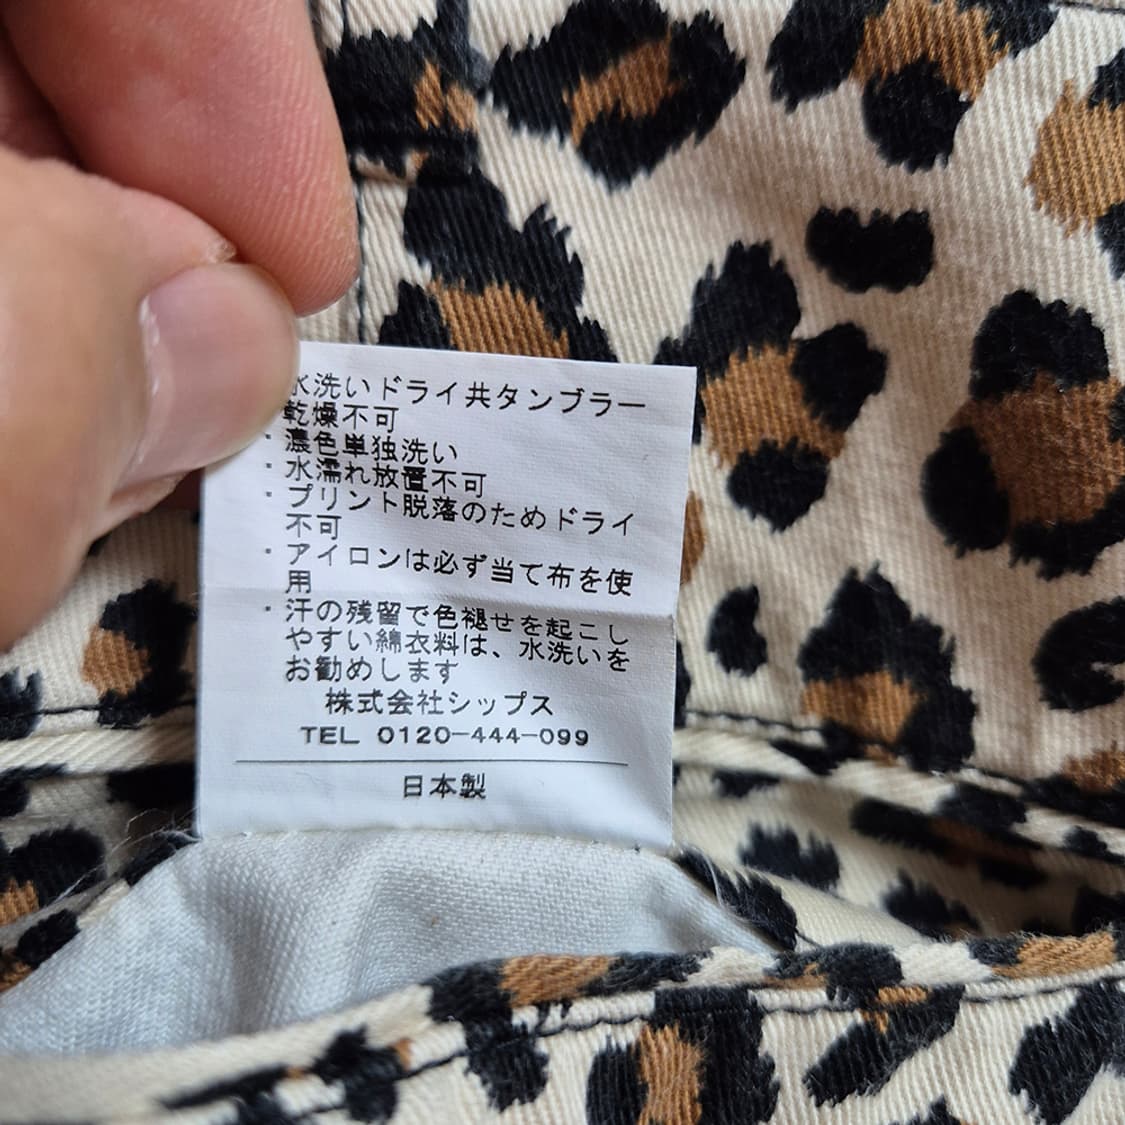 水洗いドライ共タンブラー
乾燥不可
・濃色単独洗い
・水濡れ放置不可
・プリント脱落のためドライ
不可
・アイロンは必ず当て布を使
用
・汗の残留で色褪せを起こし
やすい綿衣料は、水洗いを
お勧めします
株式会社シップス
TEL 0120-444-099
日本製